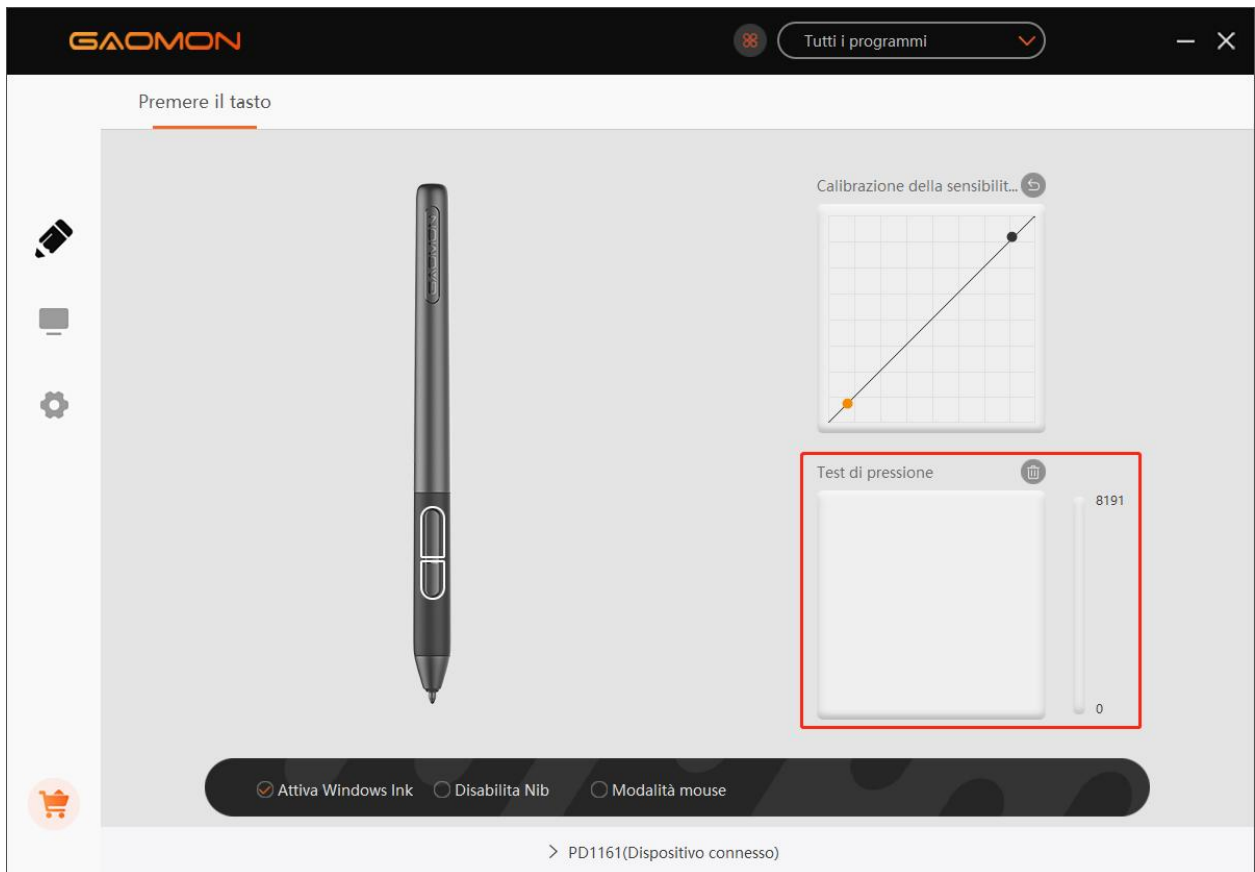 GAOMON
Tutti i programmi
Premere il tasto
GAOMON
Calibrazione della sensibilit...
Test di pressione
8191
0
Attiva Windows Ink
Disabilita Nib
Modalità mouse
PD1161(Dispositivo connesso)